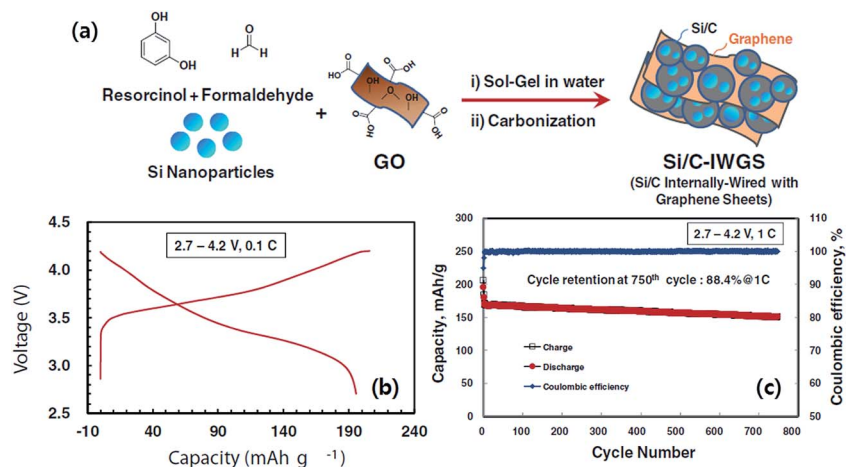 (a)
OH
OH
O
H H
Resorcinol + Formaldehyde
Si Nanoparticles
+
HO
O
OH
O
OH
O
HO
O
O
OH
GO
i) Sol-Gel in water
ii) Carbonization
Si/C
Graphene
Si/C-IWGS
(Si/C Internally-Wired with
Graphene Sheets)
Voltage (V)
4.5
4.0
3.5
3.0
2.5
2.7 – 4.2 V, 0.1 C
(b)
-10 40 90 140 190 240
Capacity (mAh g -1)
Capacity, mAh/g
300
250
200
150
100
50
0
2.7 – 4.2 V, 1 C
Cycle retention at 750th cycle : 88.4%@1C
Charge
Discharge
Coulombic efficiency
(c)
0 100 200 300 400 500 600 700 800
Cycle Number
110
100
90
80
70
60
50
Coulombic efficiency, %